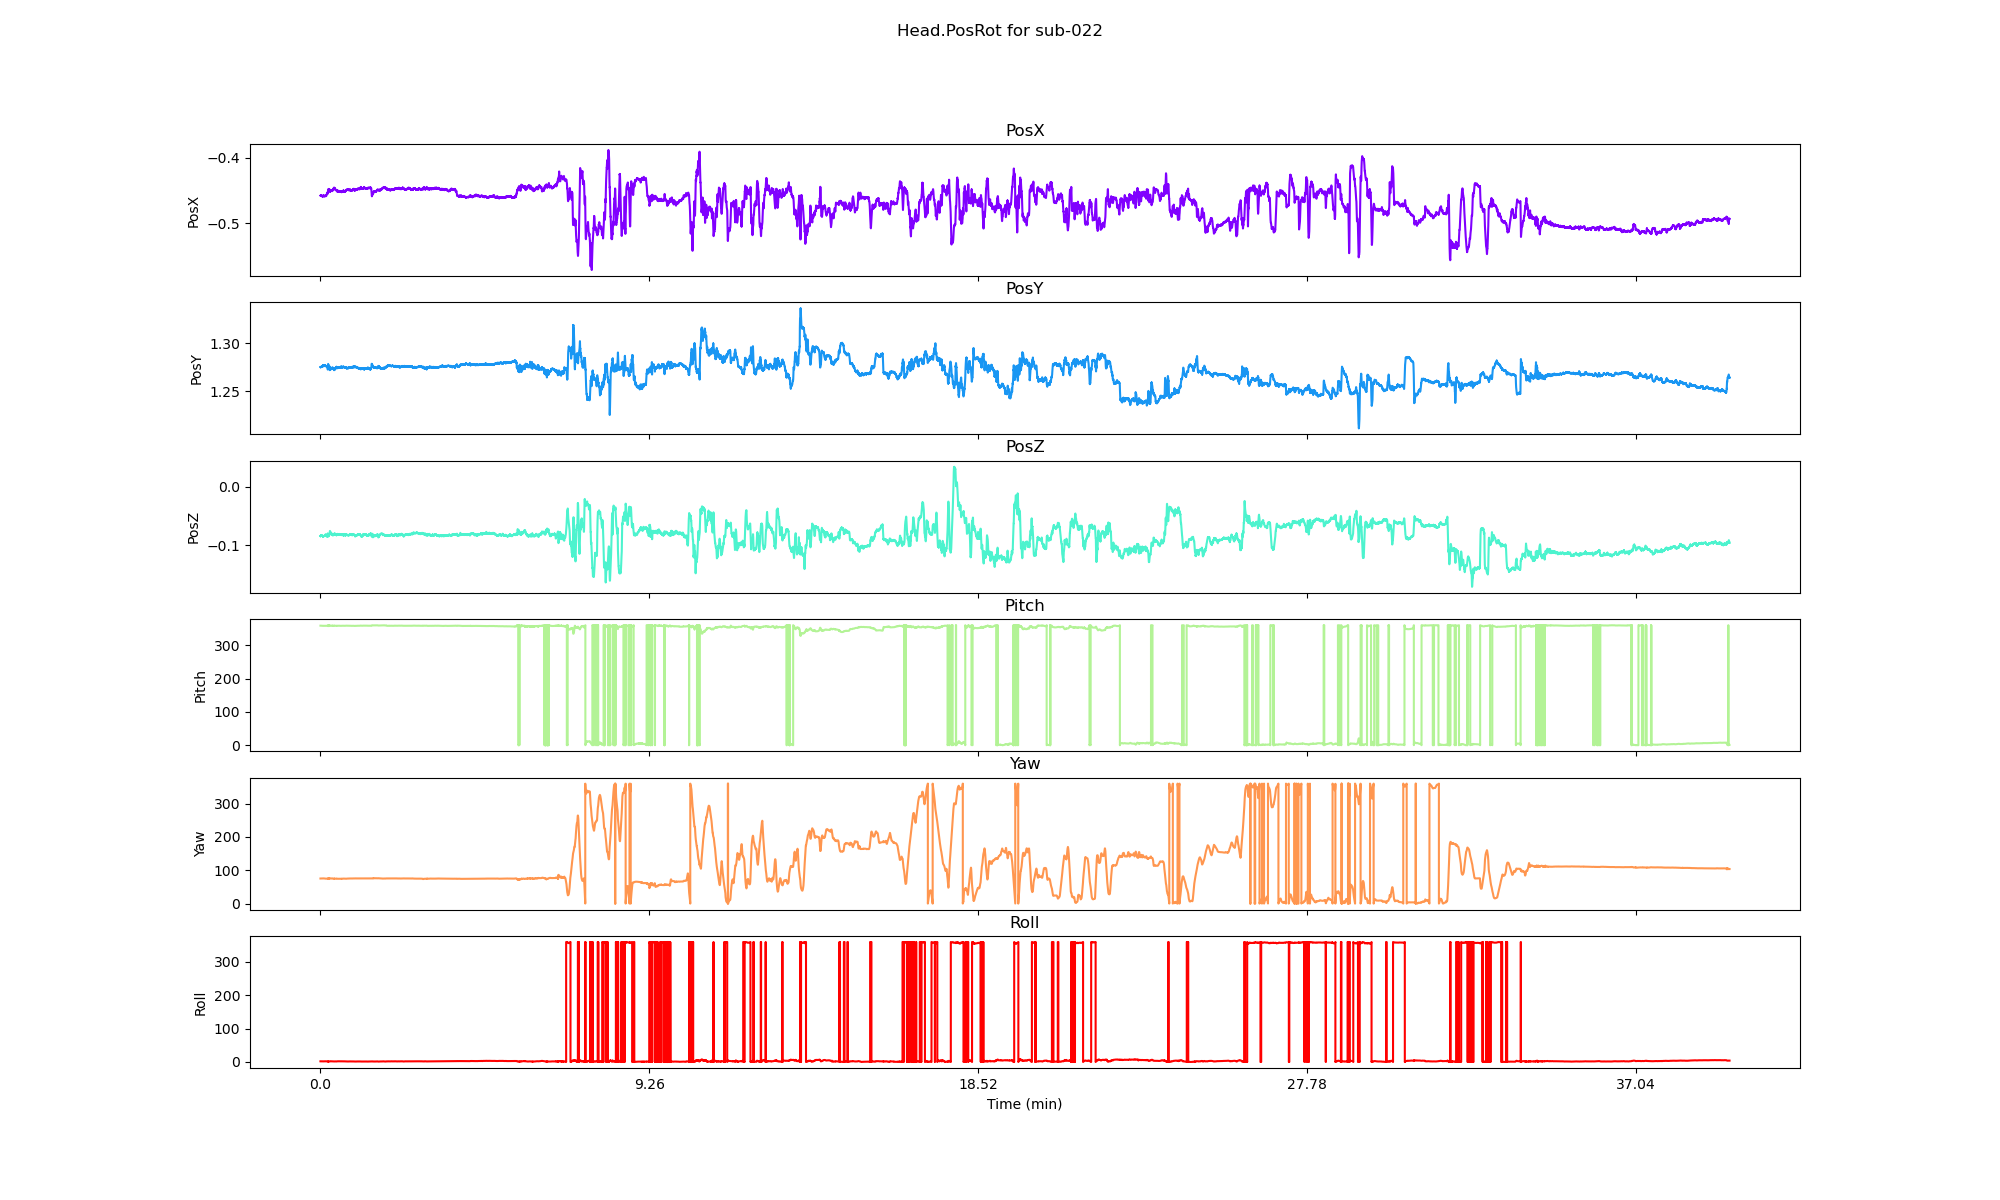 Head.PosRot for sub-022
PosX
−0.4
−0.5
PosX
PosY
1.30
1.25
PosY
PosZ
0.0
−0.1
PosZ
Pitch
300
200
100
0
Pitch
Yaw
300
200
100
0
Yaw
Roll
300
200
100
0
Roll
0.0 9.26 18.52 27.78 37.04
Time (min)